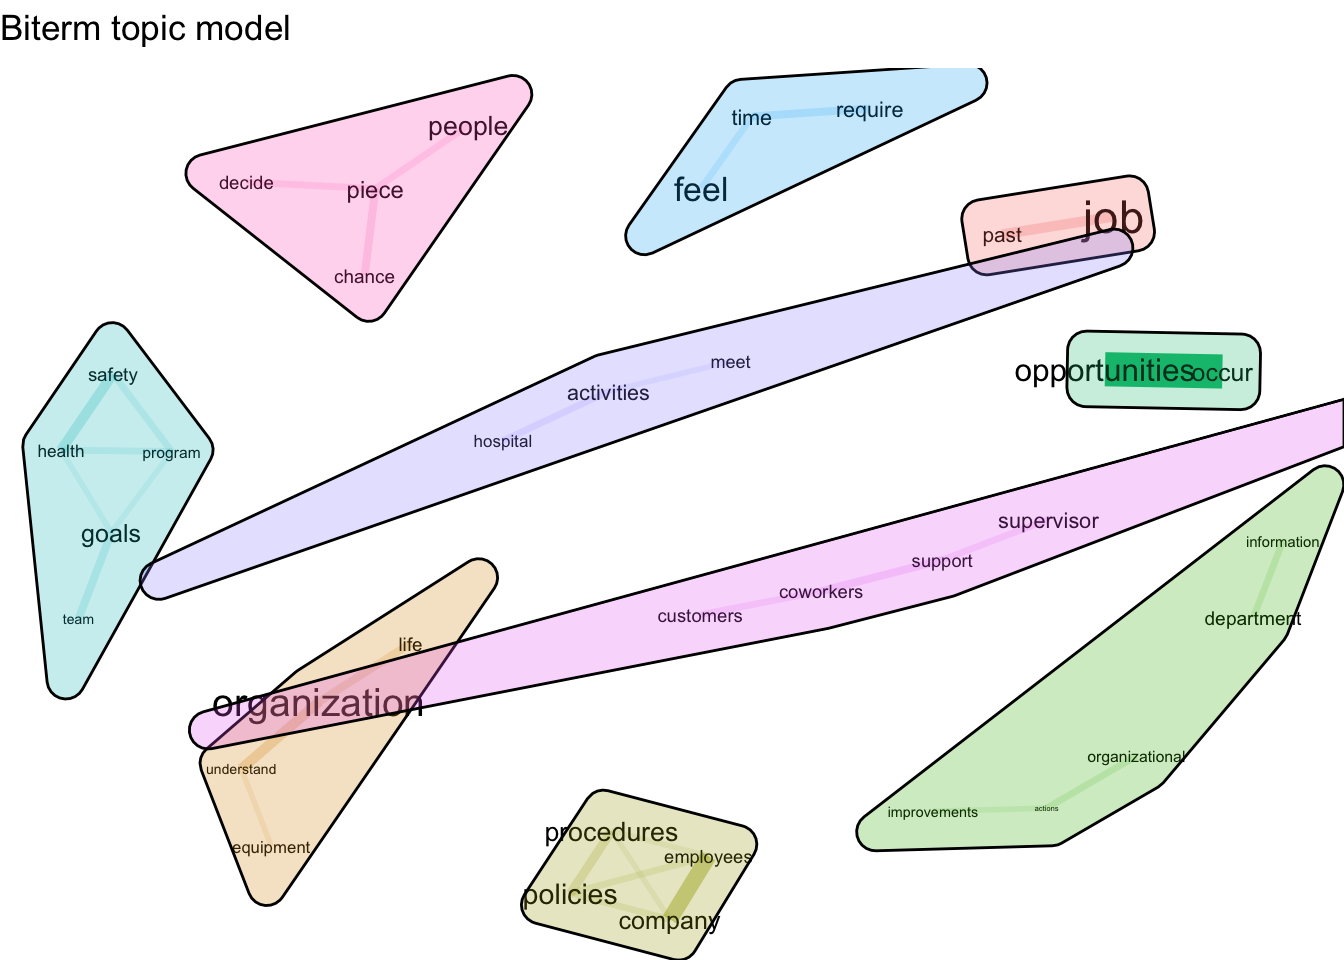 Biterm topic model
people
decide
piece
chance
time
require
feel
past
job
safety
health
program
goals
team
meet
activities
hospital
opportunities
occur
supervisor
support
coworkers
customers
information
department
organizational
improvements
actions
life
organization
understand
equipment
procedures
employees
policies
company